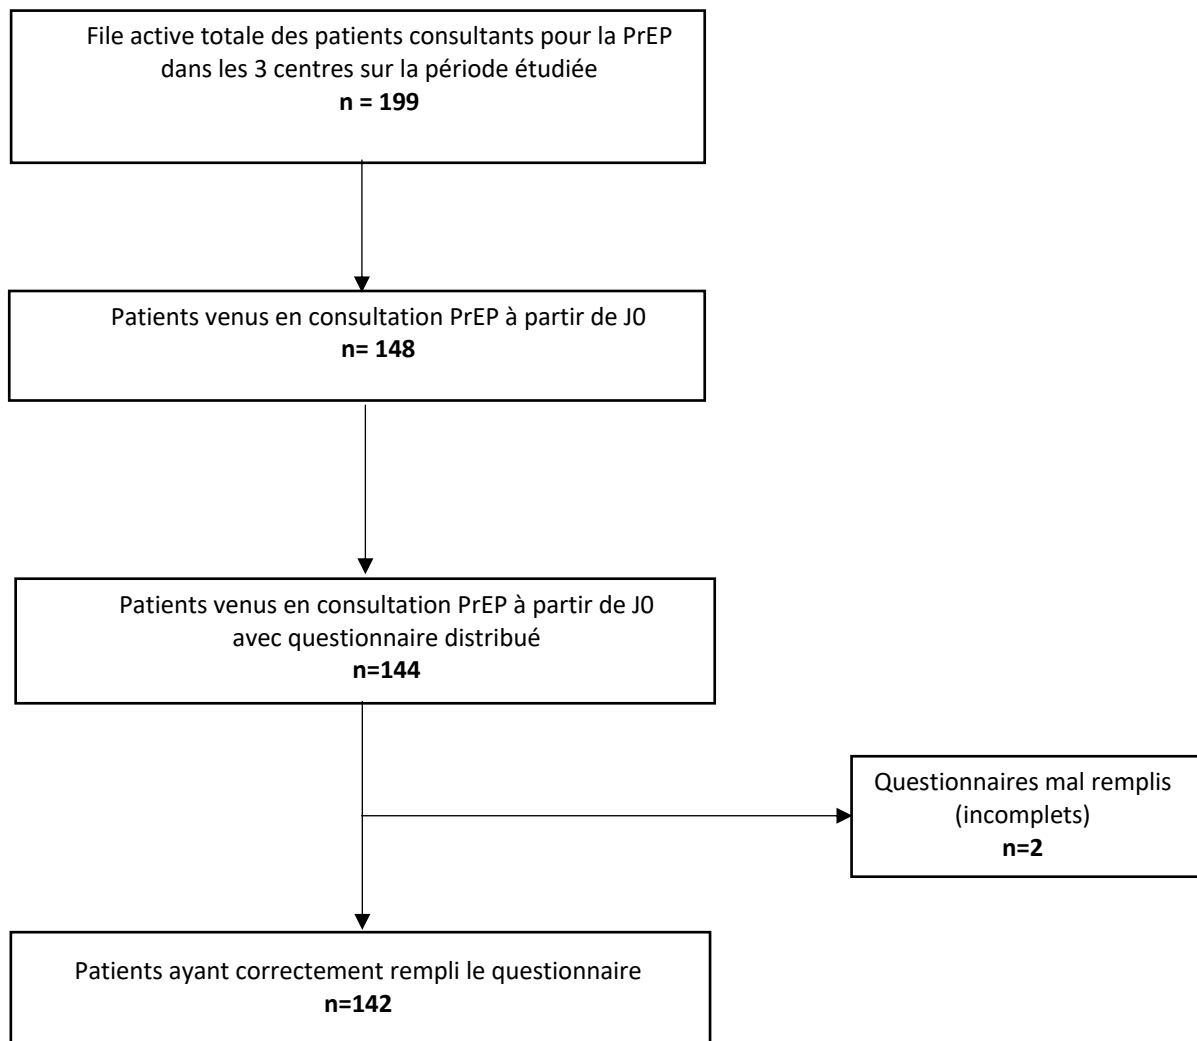 File active totale des patients consultants pour la PrEP
dans les 3 centres sur la période étudiée
n = 199
Patients venus en consultation PrEP à partir de J0
n= 148
Patients venus en consultation PrEP à partir de J0
avec questionnaire distribué
n=144
Questionnaires mal remplis
(incomplets)
n=2
Patients ayant correctement rempli le questionnaire
n=142